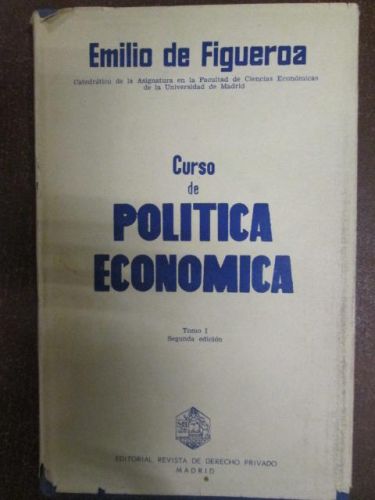 Emilio de Figueroa
Catedrático de la Asignatura en la Facultad de Ciencias Económicas
de la Universidad de Madrid
Curso
de
POLITICA
ECONOMICA
Tomo I
Segunda edición
EDITORIAL REVISTA DE DERECHO PRIVADO
MADRID